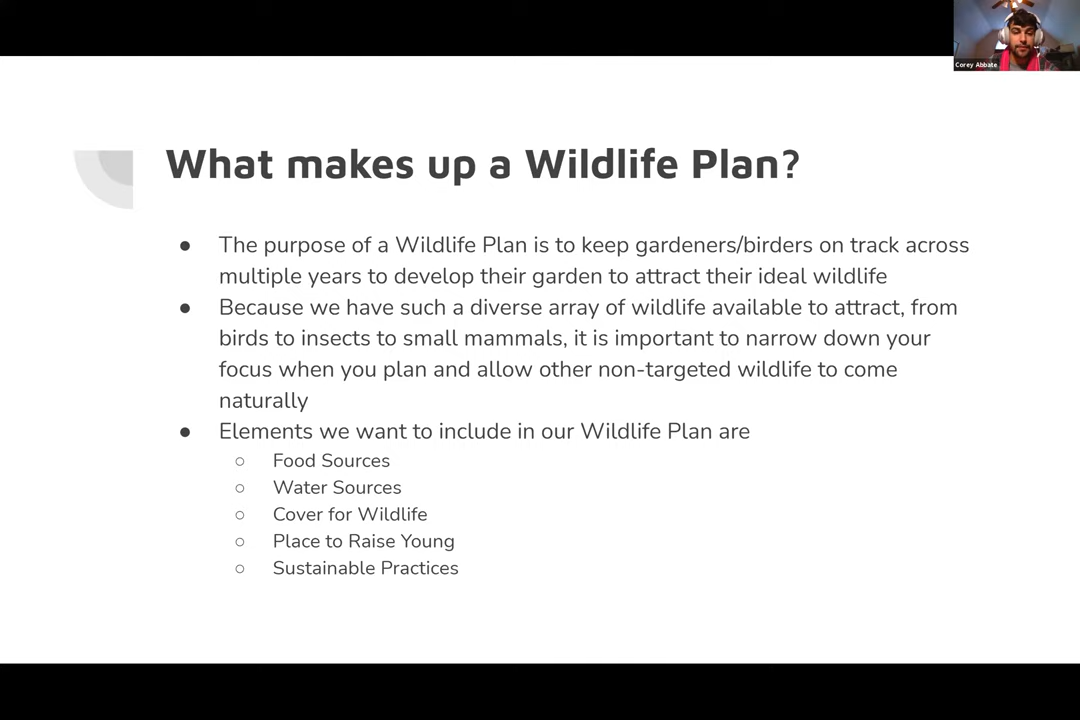 Corey Abbate
What makes up a Wildlife Plan?
● The purpose of a Wildlife Plan is to keep gardeners/birders on track across
multiple years to develop their garden to attract their ideal wildlife
● Because we have such a diverse array of wildlife available to attract, from
birds to insects to small mammals, it is important to narrow down your
focus when you plan and allow other non-targeted wildlife to come
naturally
● Elements we want to include in our Wildlife Plan are
○ Food Sources
○ Water Sources
○ Cover for Wildlife
○ Place to Raise Young
○ Sustainable Practices